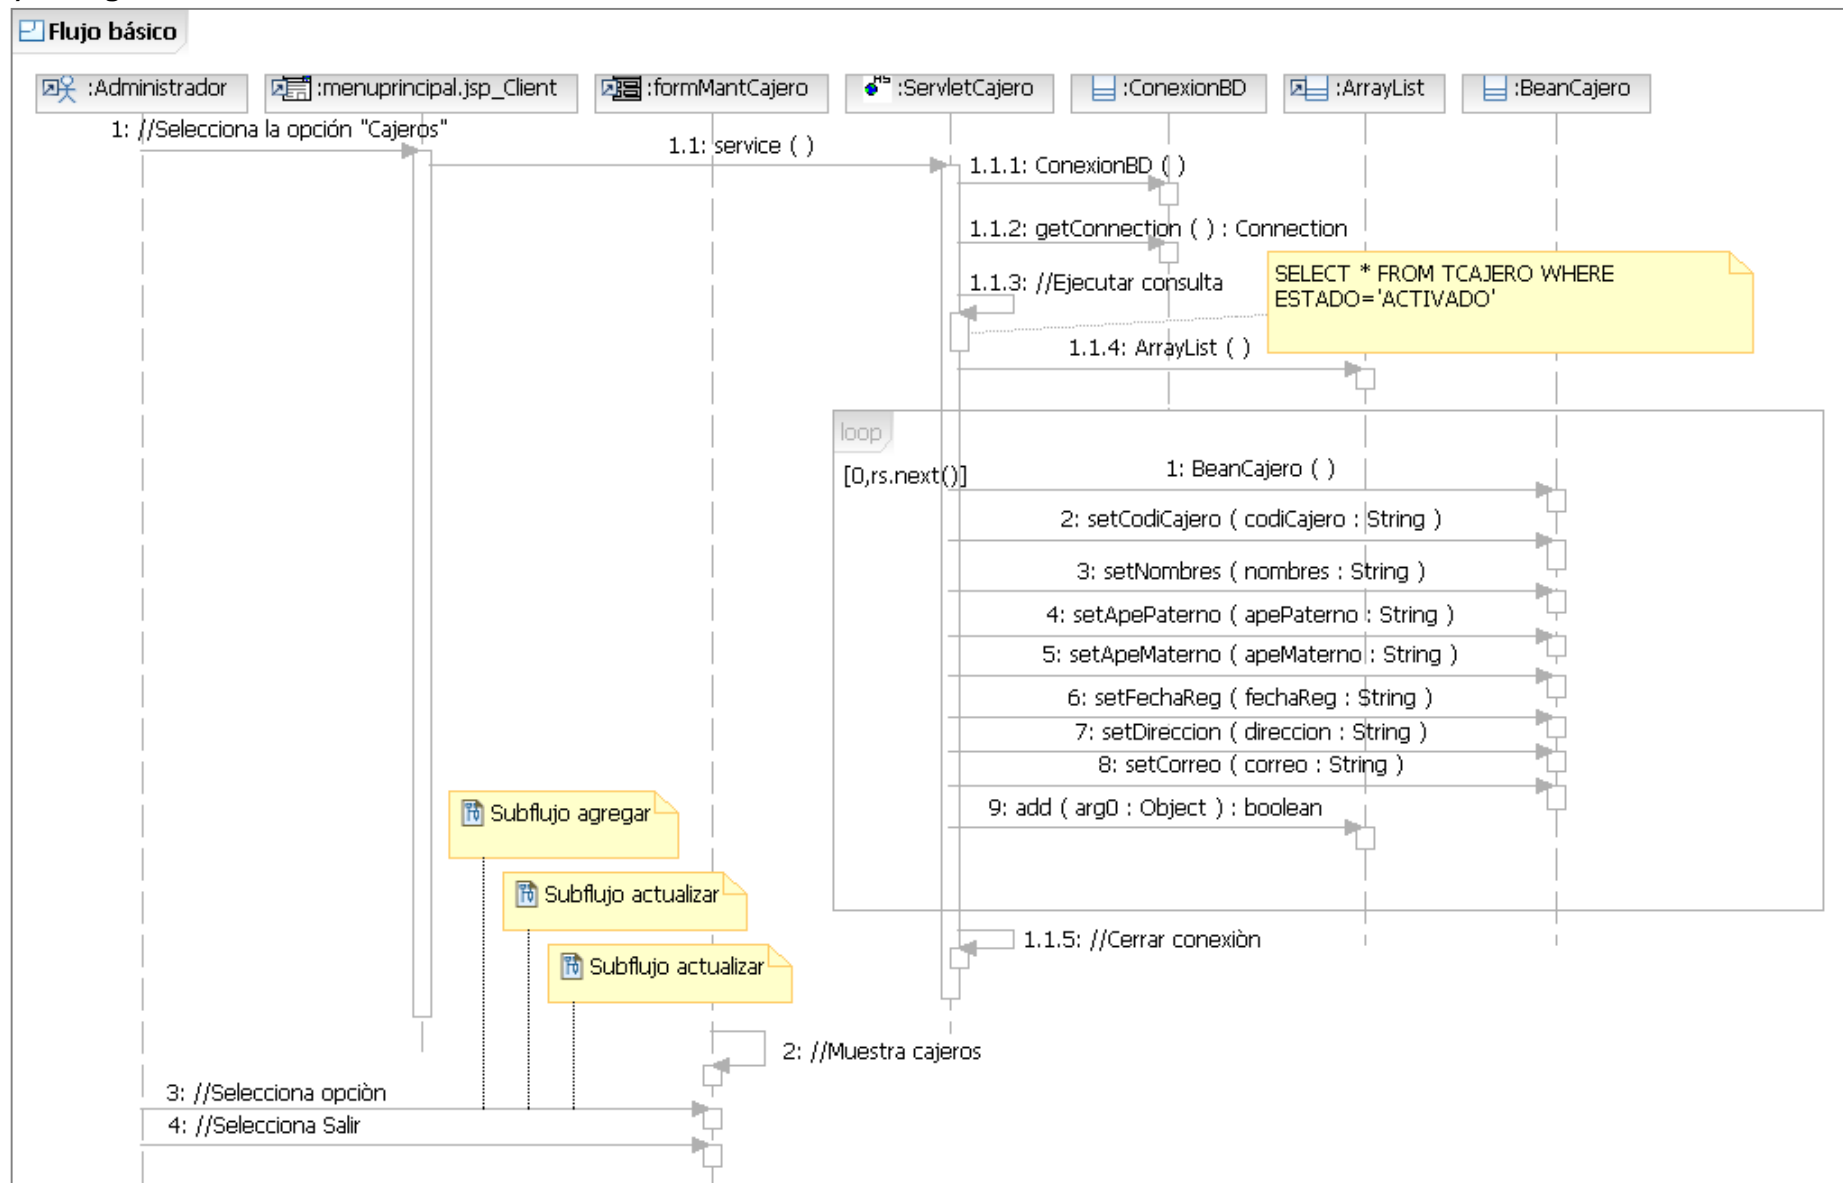 Flujo básico
:Administrador
:menuprincipal.jsp_Client
:formMantCajero
:ServletCajero
:ConexionBD
:ArrayList
:BeanCajero
1: //Selecciona la opción "Cajeros"
1.1: service ( )
1.1.1: ConexionBD ( )
1.1.2: getConnection ( ) : Connection
1.1.3: //Ejecutar consulta
SELECT * FROM TCAJERO WHERE
ESTADO='ACTIVADO'
1.1.4: ArrayList ( )
loop
[0,rs.next()]
1: BeanCajero ( )
2: setCodiCajero ( codiCajero : String )
3: setNombres ( nombres : String )
4: setApePaterno ( apePaterno : String )
5: setApeMaterno ( apeMaterno : String )
6: setFechaReg ( fechaReg : String )
7: setDireccion ( direccion : String )
8: setCorreo ( correo : String )
9: add ( arg0 : Object ) : boolean
Subflujo agregar
Subflujo actualizar
Subflujo actualizar
1.1.5: //Cerrar conexiòn
2: //Muestra cajeros
3: //Selecciona opciòn
4: //Selecciona Salir